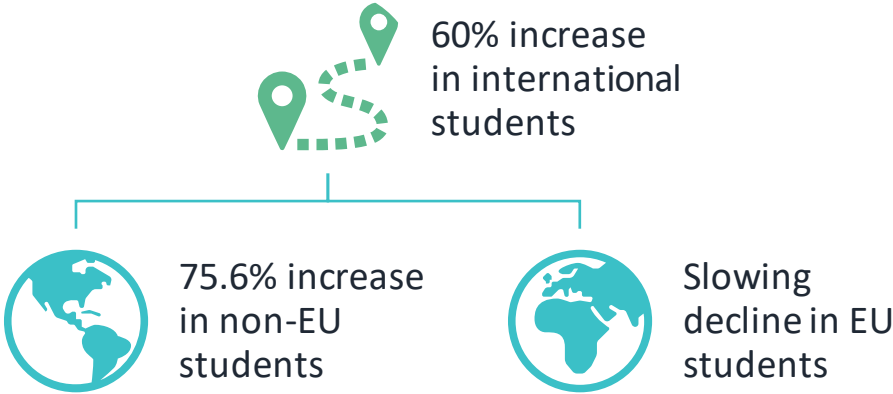 60% increase
in international
students
75.6% increase
in non-EU
students
Slowing
decline in EU
students